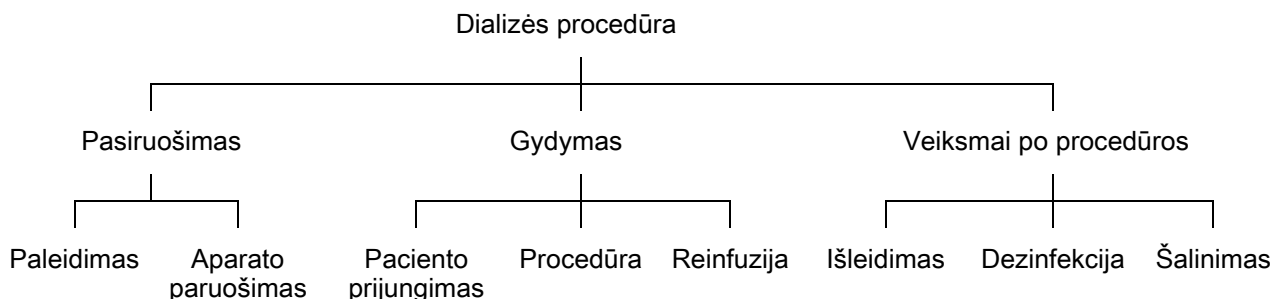 Dializės procedūra
Pasiruošimas
Gydymas
Veiksmai po procedūros
Paleidimas
Aparato
paruošimas
Paciento
prijungimas
Procedūra
Reinfuzija
Išleidimas
Dezinfekcija
Šalinimas